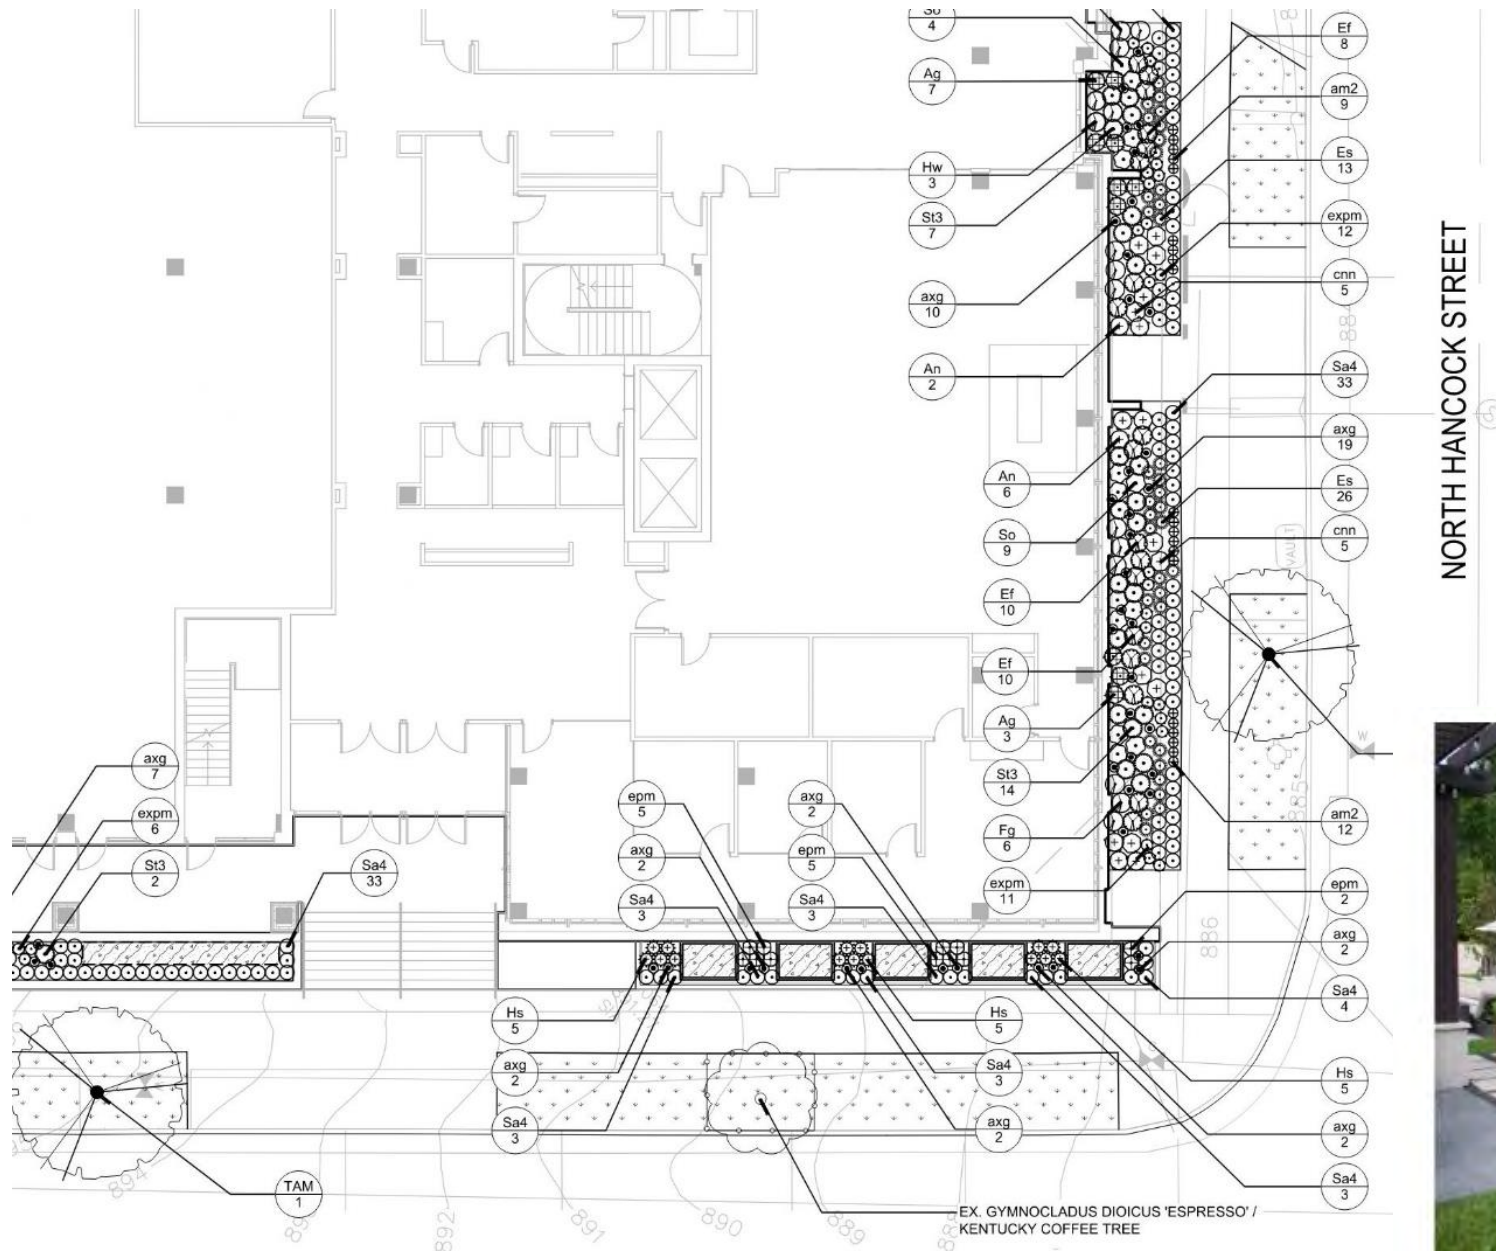 So
4
Ef
8
Ag
7
am2
9
Es
13
Hw
3
St3
7
expm
12
axg
10
cnn
5
884
An
2
Sa4
33
NORTH HANCOCK STREET
axg
19
An
6
Es
26
So
9
cnn
5
VAULT
Ef
10
Ef
10
Ag
3
W
axg
7
St3
14
885
epm
5
axg
2
expm
6
Fg
6
am2
12
axg
2
epm
5
St3
2
Sa4
33
expm
11
epm
2
Sa4
3
Sa4
3
axg
2
886
Sa4
4
Hs
5
Hs
5
axg
2
Sa4
3
Hs
5
Sa4
3
axg
2
axg
2
894
TAM
1
Sa4
3
892
891
890
889
EX. GYMNOCLADUS DIOICUS 'ESPRESSO' /
KENTUCKY COFFEE TREE